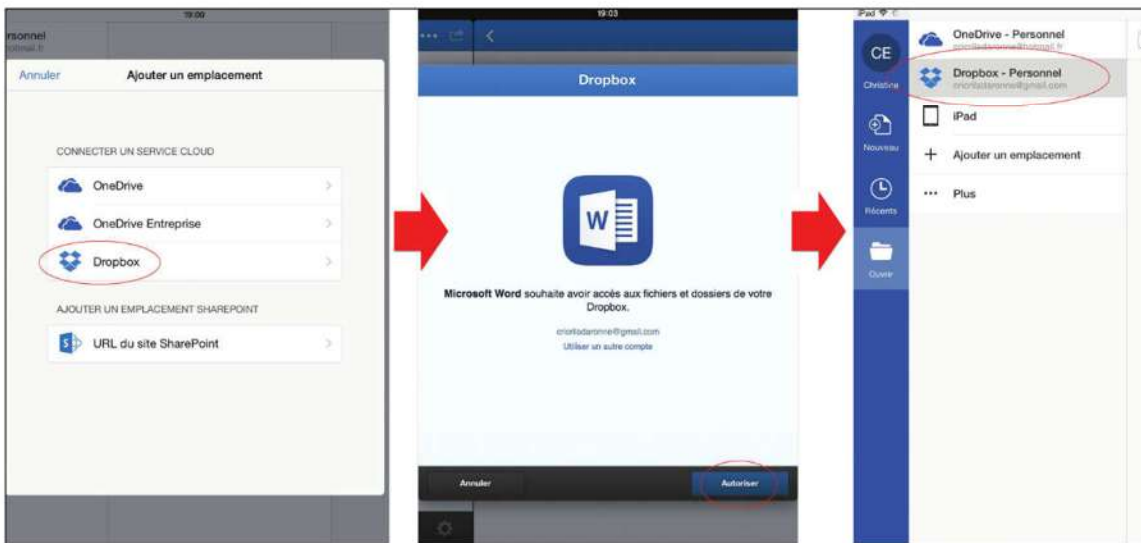 19:00
rsonnel
Annuler
Ajouter un emplacement
CONNECTER UN SERVICE CLOUD
OneDrive
OneDrive Entreprise
Dropbox
AJOUTER UN EMPLACEMENT SHAREPOINT
URL du site SharePoint
19:03
Dropbox
W
Microsoft Word souhaite avoir accès aux fichiers et dossiers de votre
Dropbox.
Utiliser un autre compte
Annuler
Autoriser
iPad
CE
Christine
Nouveau
Récents
Ouvrir
OneDrive - Personnel
Dropbox - Personnel
iPad
Ajouter un emplacement
Plus